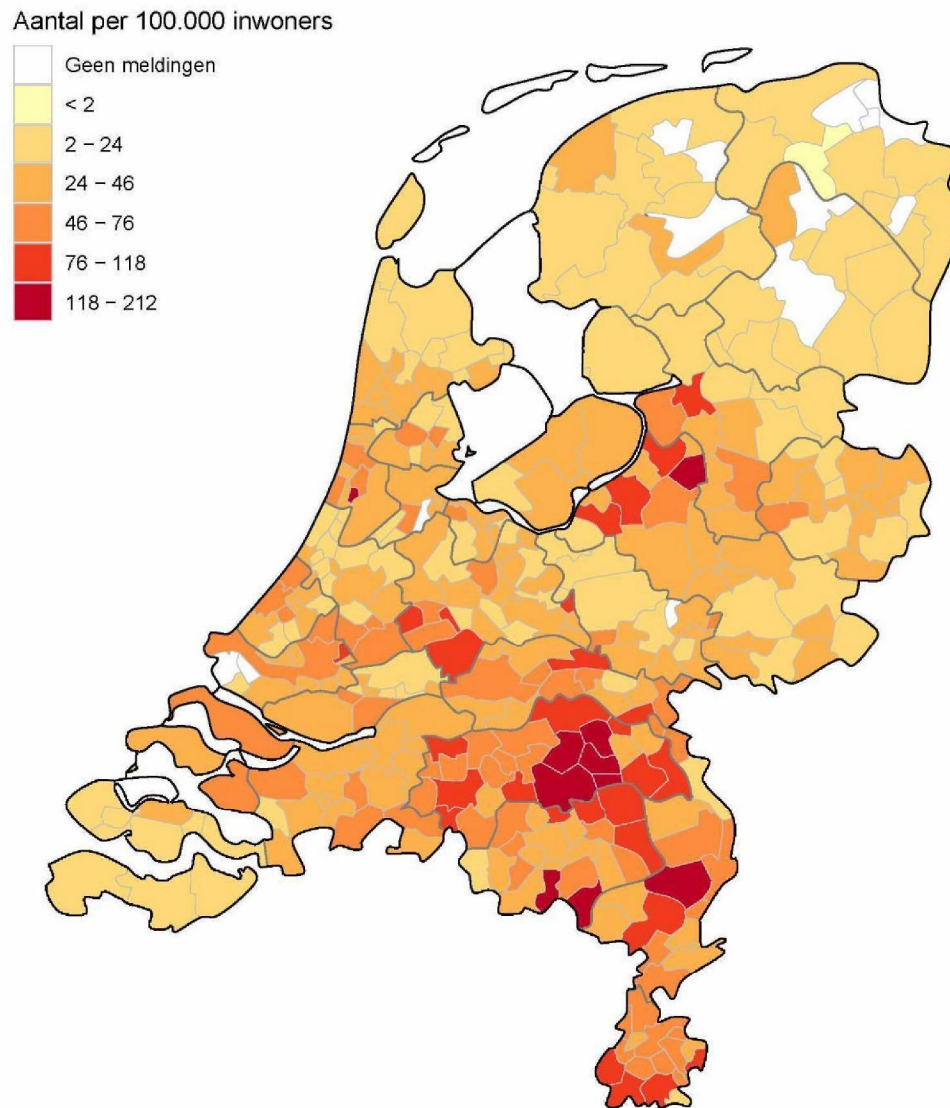 Aantal per 100.000 inwoners
Geen meldingen
< 2
2 – 24
24 – 46
46 – 76
76 – 118
118 – 212